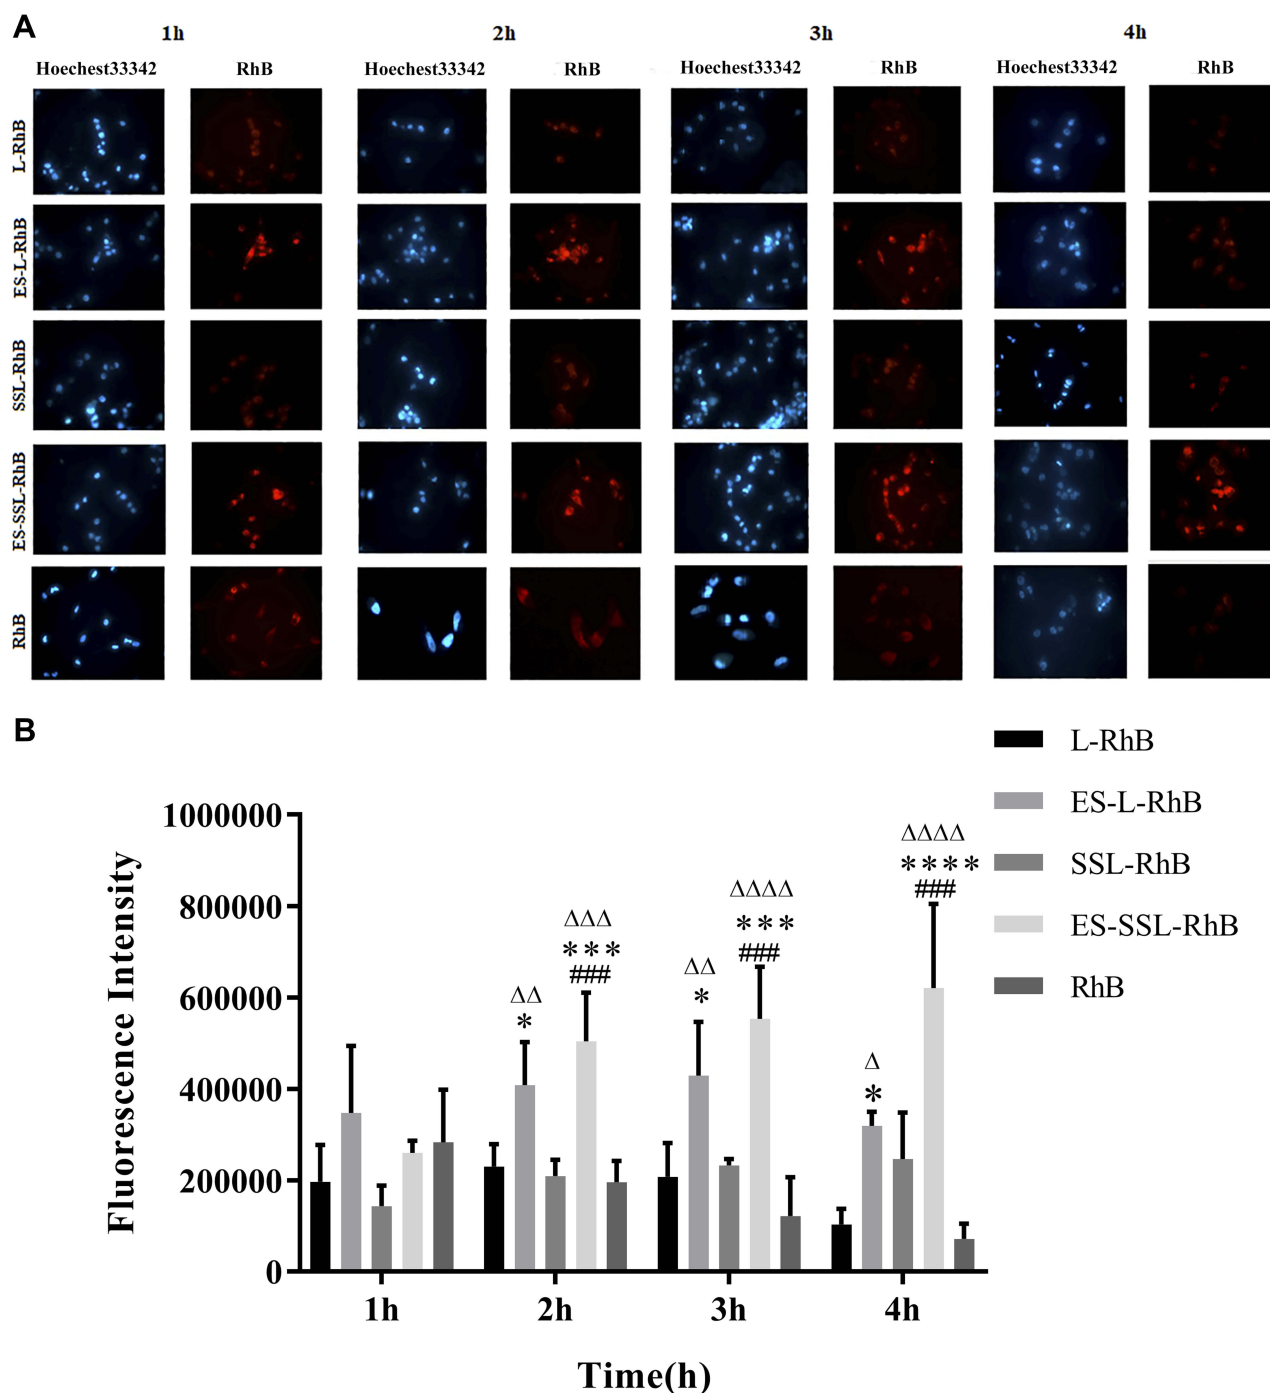 A
1h 2h 3h 4h
Hoechest33342 RhB Hoechest33342 RhB Hoechest33342 RhB Hoechest33342 RhB
L-RhB
ES-L-RhB
SSL-RhB
ES-SSL-RhB
RhB
B
L-RhB
ES-L-RhB
SSL-RhB
ES-SSL-RhB
RhB
Fluorescence Intensity
1000000
800000
600000
400000
200000
0
ΔΔ
*
ΔΔΔ
***
###
ΔΔ
*
ΔΔΔΔ
***
###
Δ
*
ΔΔΔΔ
****
###
1h 2h 3h 4h
Time(h)